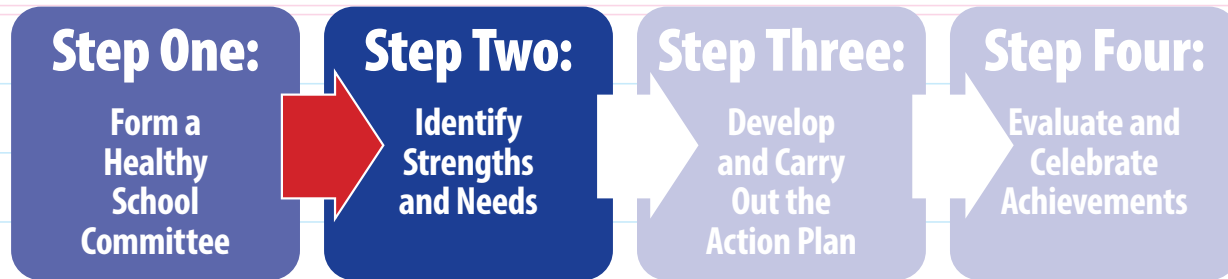 Step One:
Form a
Healthy
School
Committee
Step Two:
Identify
Strengths
and Needs
Step Three:
Develop
and Carry
Out the
Action Plan
Step Four:
Evaluate and
Celebrate
Achievements